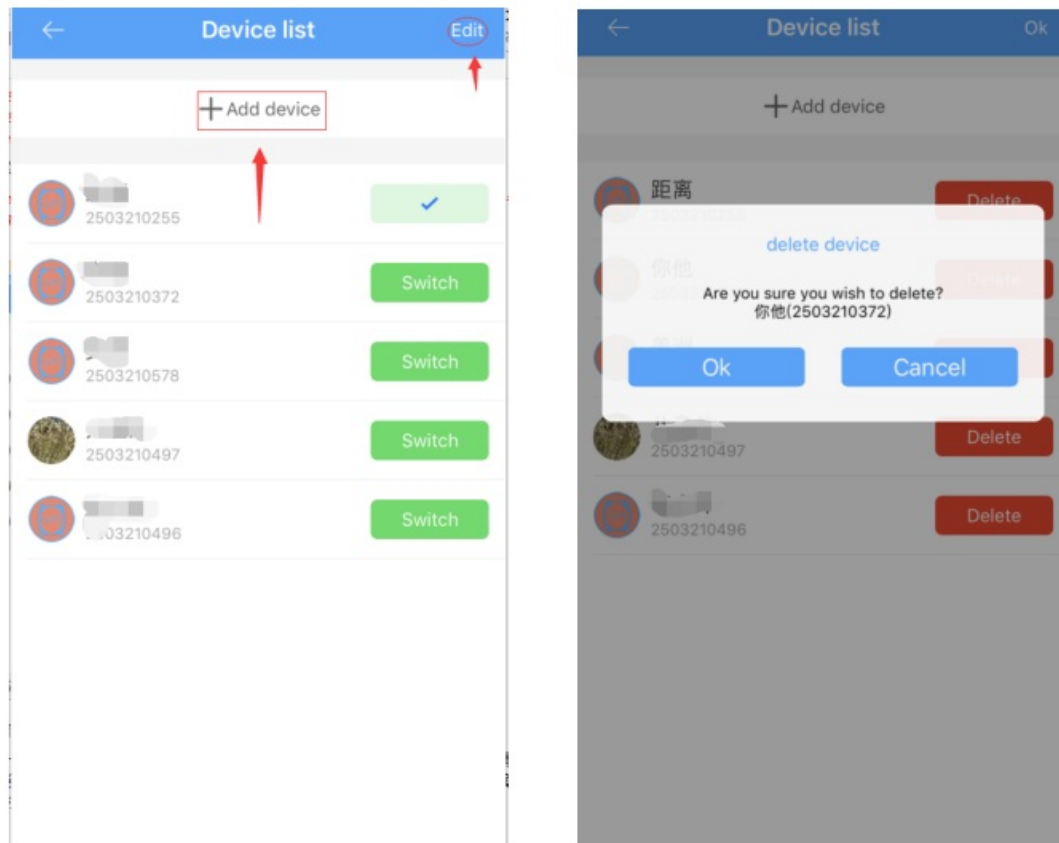 Device list
Edit
Add device
2503210255
2503210372
Switch
2503210578
Switch
2503210497
Switch
03210496
Switch
Device list
Ok
Add device
距离
Delete
delete device
你他
Are you sure you wish to delete?
你他(2503210372)
Ok
Cancel
2503210497
Delete
2503210496
Delete